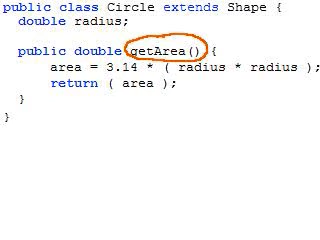 public class Circle extends Shape {
double radius;
public double getArea() {
area = 3.14 * ( radius * radius );
return ( area );
}
}